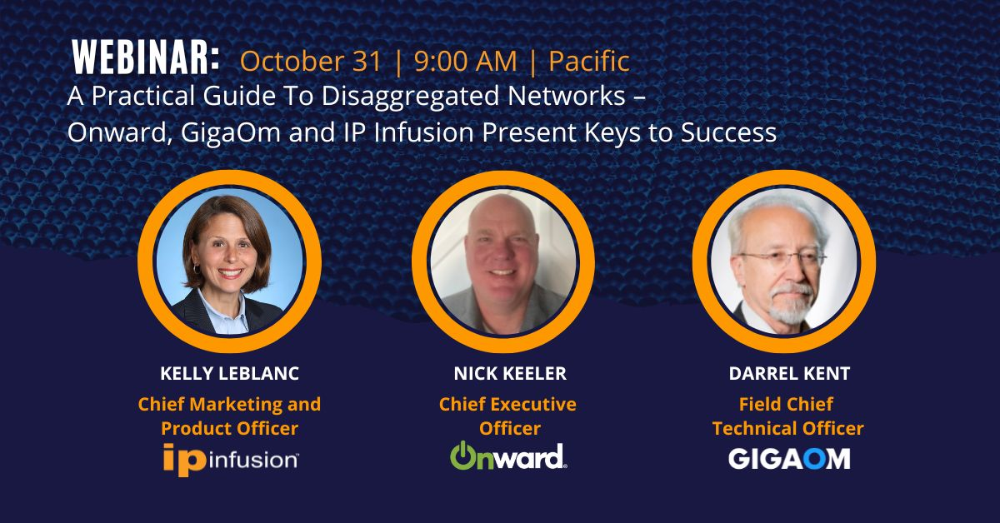 WEBINAR: October 31 | 9:00 AM | Pacific
A Practical Guide To Disaggregated Networks –
Onward, GigaOm and IP Infusion Present Keys to Success
KELLY LEBLANC
Chief Marketing and
Product Officer
ipinfusion™
NICK KEELER
Chief Executive
Officer
Onward®
DARREL KENT
Field Chief
Technical Officer
GIGAOM